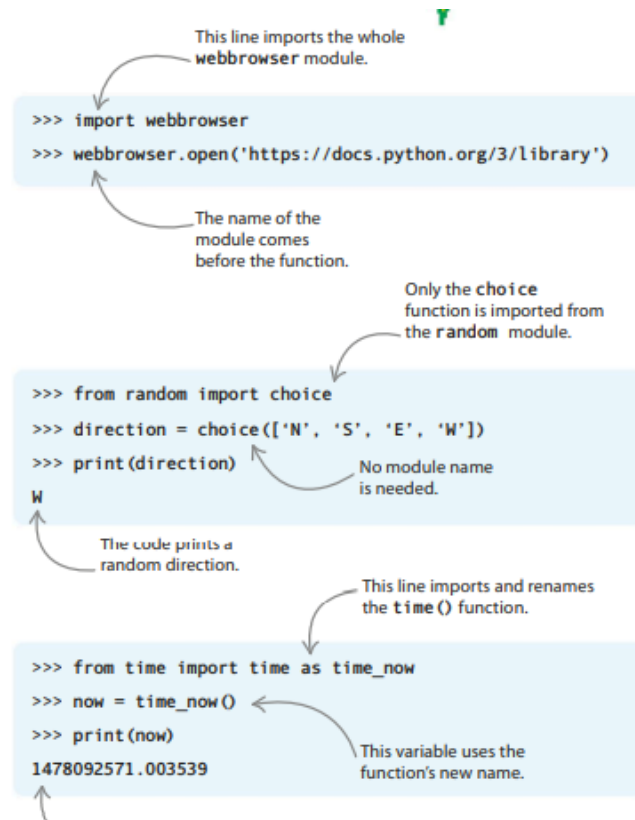 This line imports the whole
webbrowser module.
>>> import webbrowser
>>> webbrowser.open('https://docs.python.org/3/library')
The name of the
module comes
before the function.
Only the choice
function is imported from
the random module.
>>> from random import choice
>>> direction = choice([‘N’, ‘S’, ‘E’, ‘W’])
>>> print(direction)
No module name
is needed.
W
The code prints a
random direction.
This line imports and renames
the time() function.
>>> from time import time as time_now
>>> now = time_now()
>>> print(now)
This variable uses the
function’s new name.
1478092571.003539